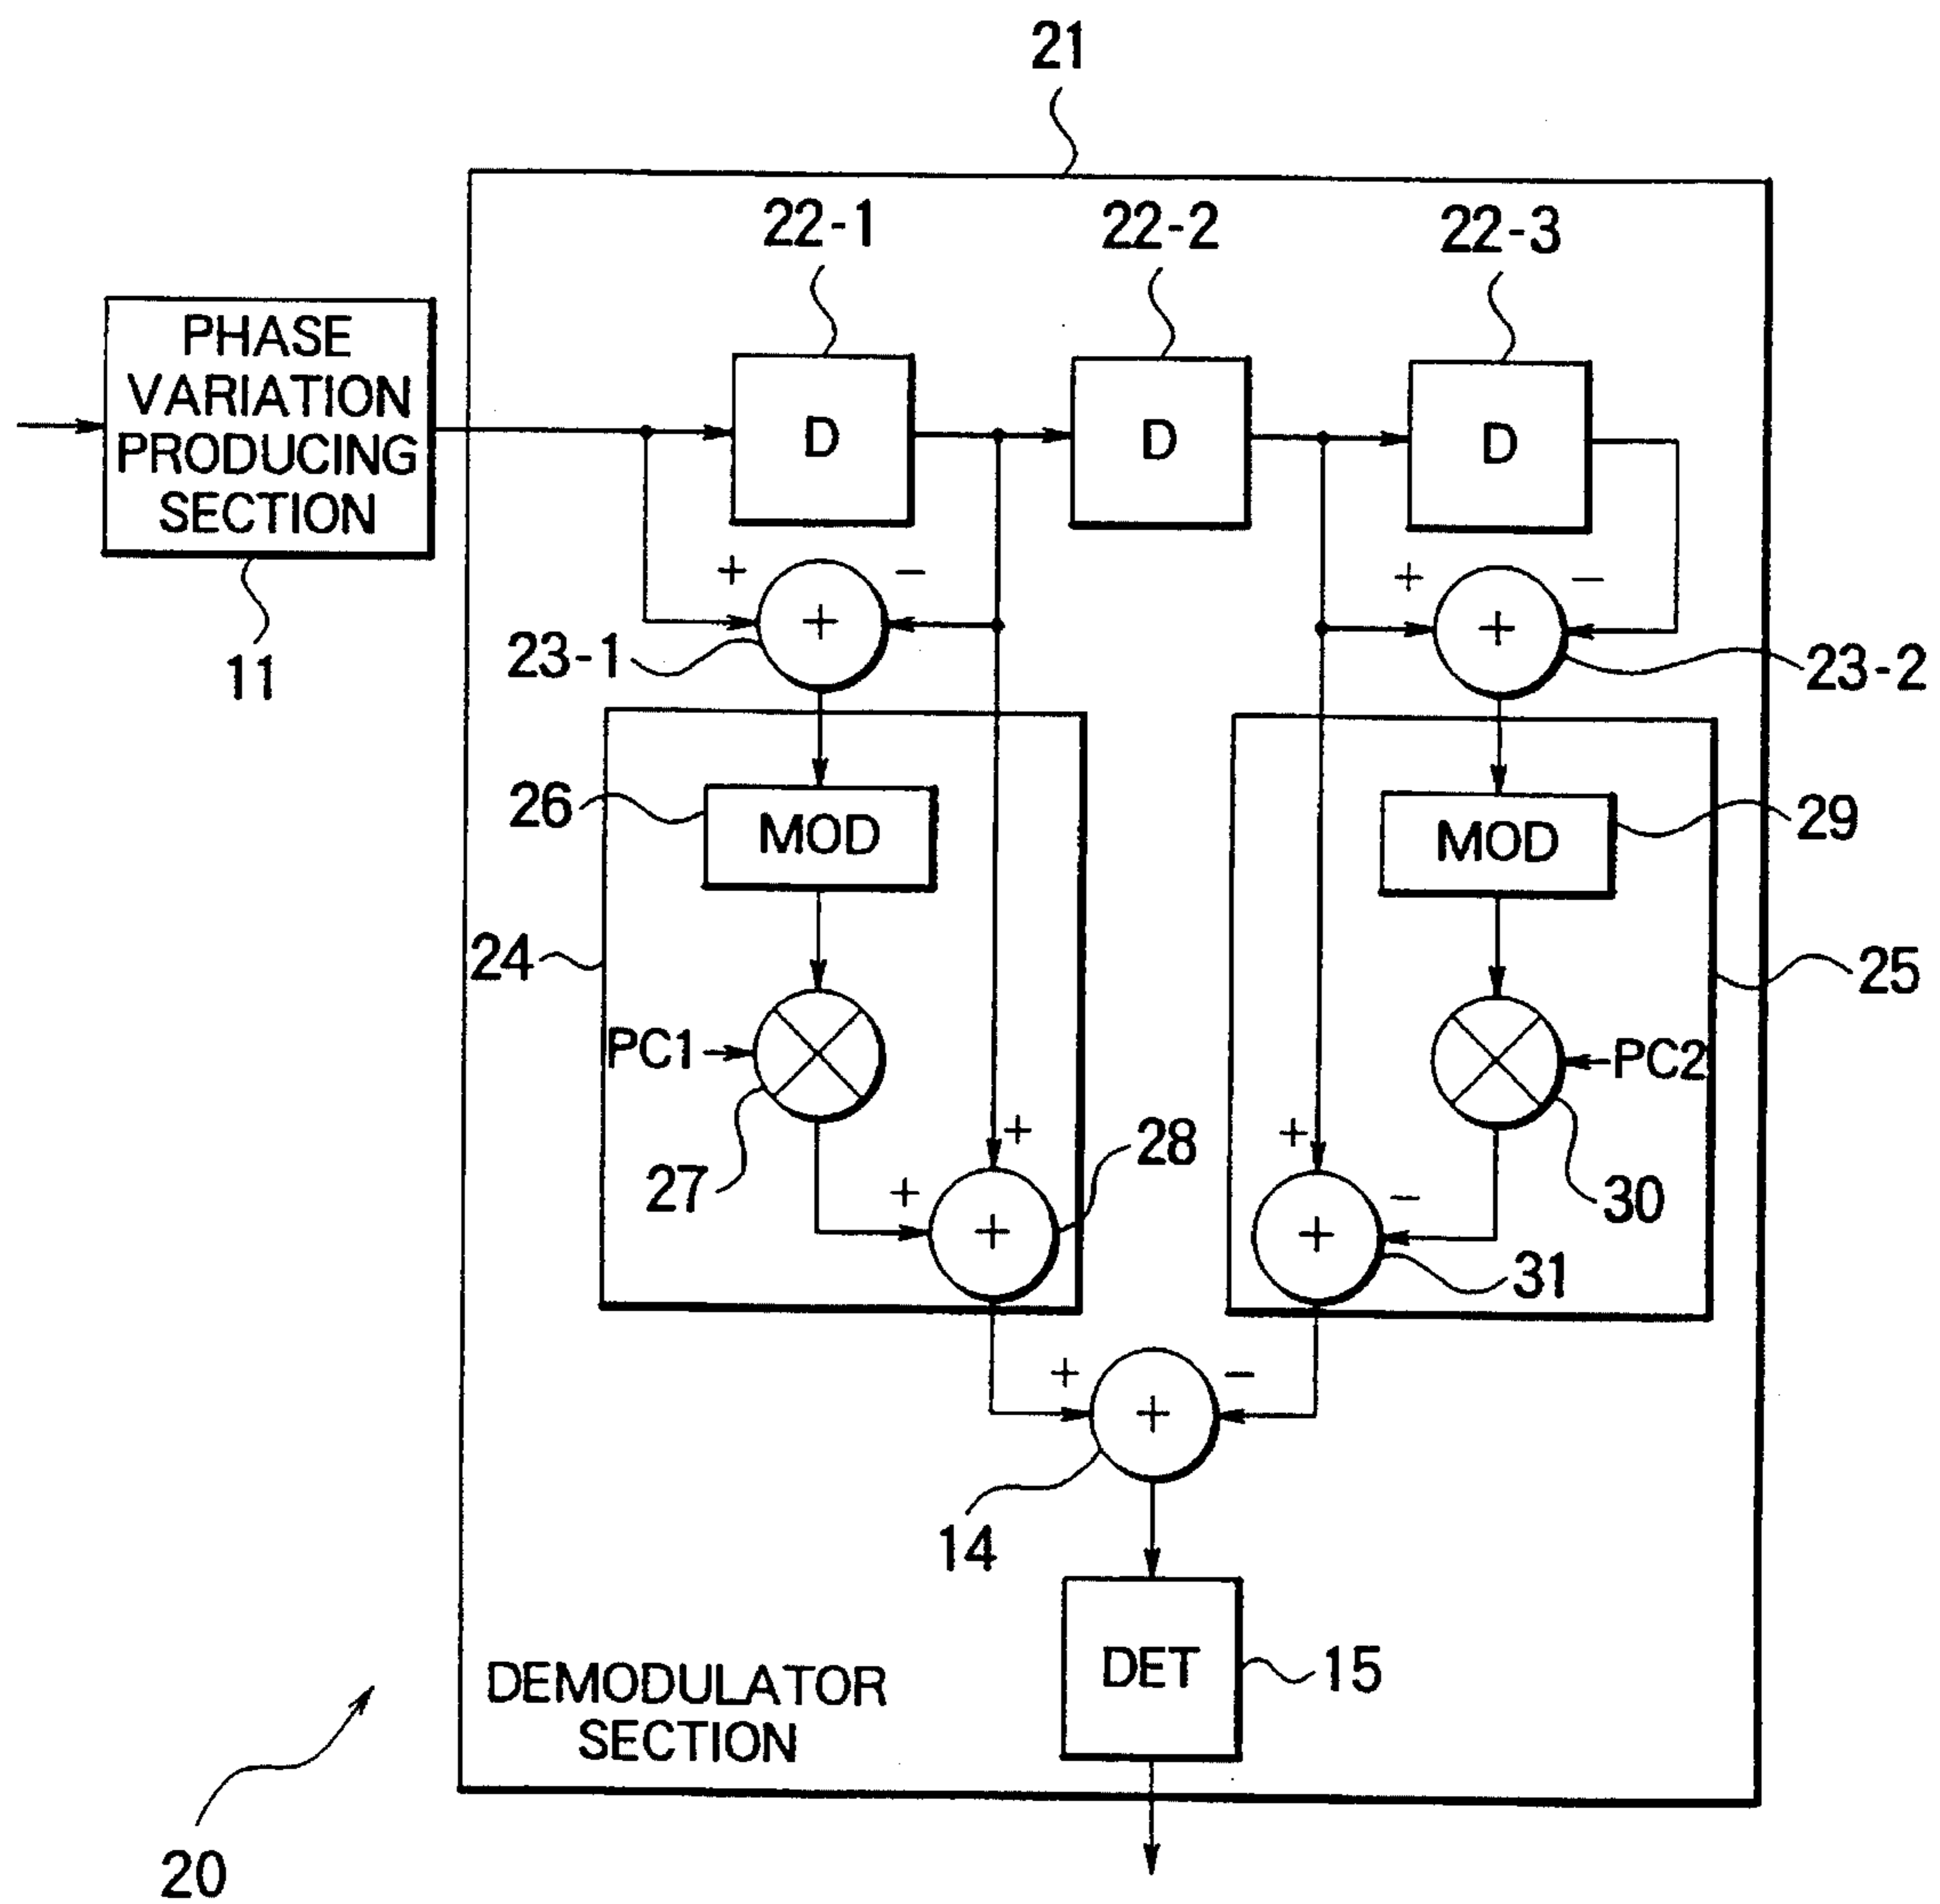 21
22-1
22-2
22-3
PHASE
VARIATION
PRODUCING
SECTION
D
D
D
+
−
+
−
+
+
23-1
23-2
11
26
MOD
MOD
29
24
25
PC1
PC2
+
28
+
27
+
−
30
+
+
31
+
−
+
14
DET
15
DEMODULATOR
SECTION
20